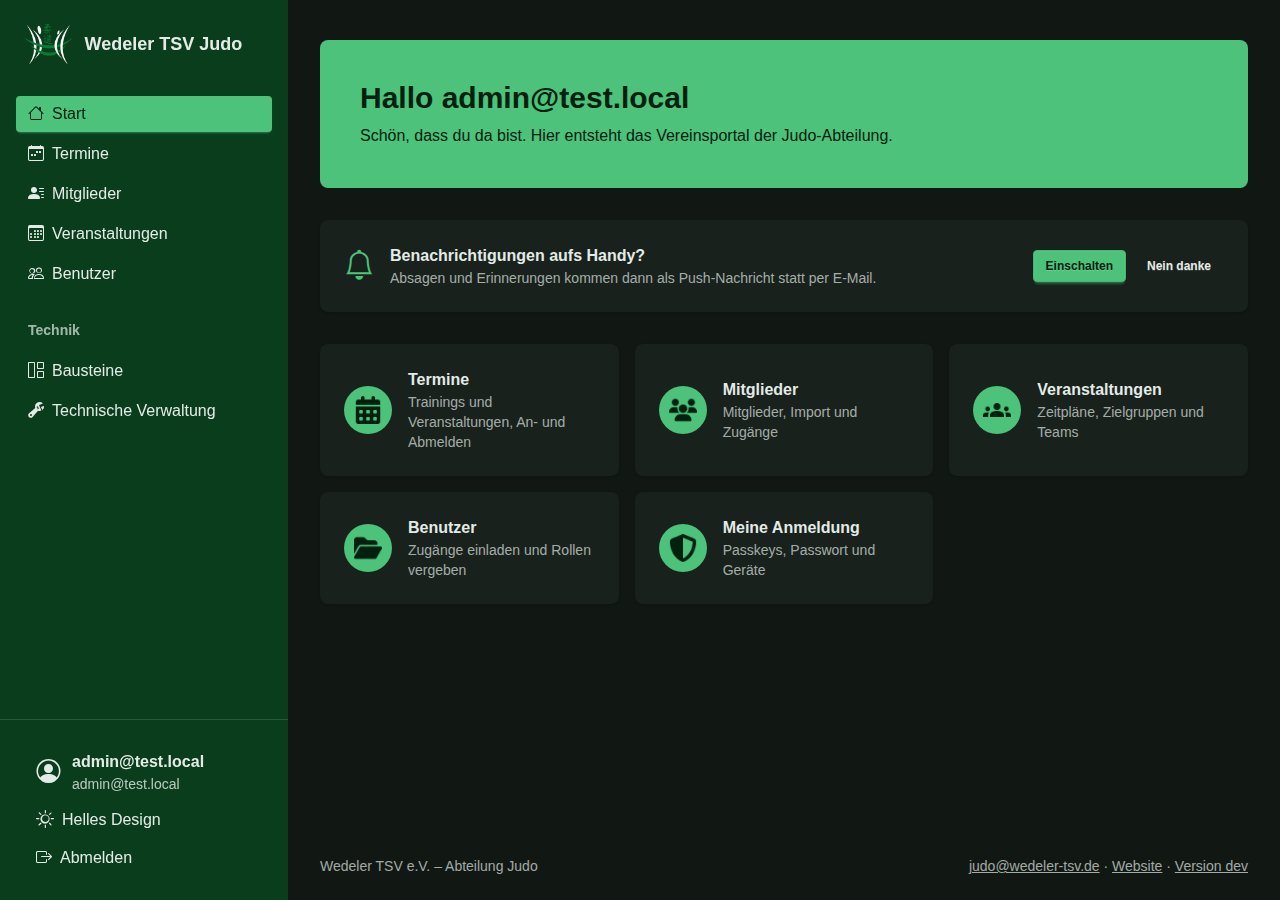 Wedeler TSV Judo
Start
Termine
Mitglieder
Veranstaltungen
Benutzer
Technik
Bausteine
Technische Verwaltung
admin@test.local
admin@test.local
Helles Design
Abmelden
Hallo admin@test.local
Schön, dass du da bist. Hier entsteht das Vereinsportal der Judo-Abteilung.
Benachrichtigungen aufs Handy?
Absagen und Erinnerungen kommen dann als Push-Nachricht statt per E-Mail.
Einschalten
Nein danke
Termine
Trainings und
Veranstaltungen, An- und
Abmelden
Mitglieder
Mitglieder, Import und
Zugänge
Veranstaltungen
Zeitpläne, Zielgruppen und
Teams
Benutzer
Zugänge einladen und Rollen
vergeben
Meine Anmeldung
Passkeys, Passwort und
Geräte
Wedeler TSV e.V. – Abteilung Judo
judo@wedeler-tsv.de · Website · Version dev